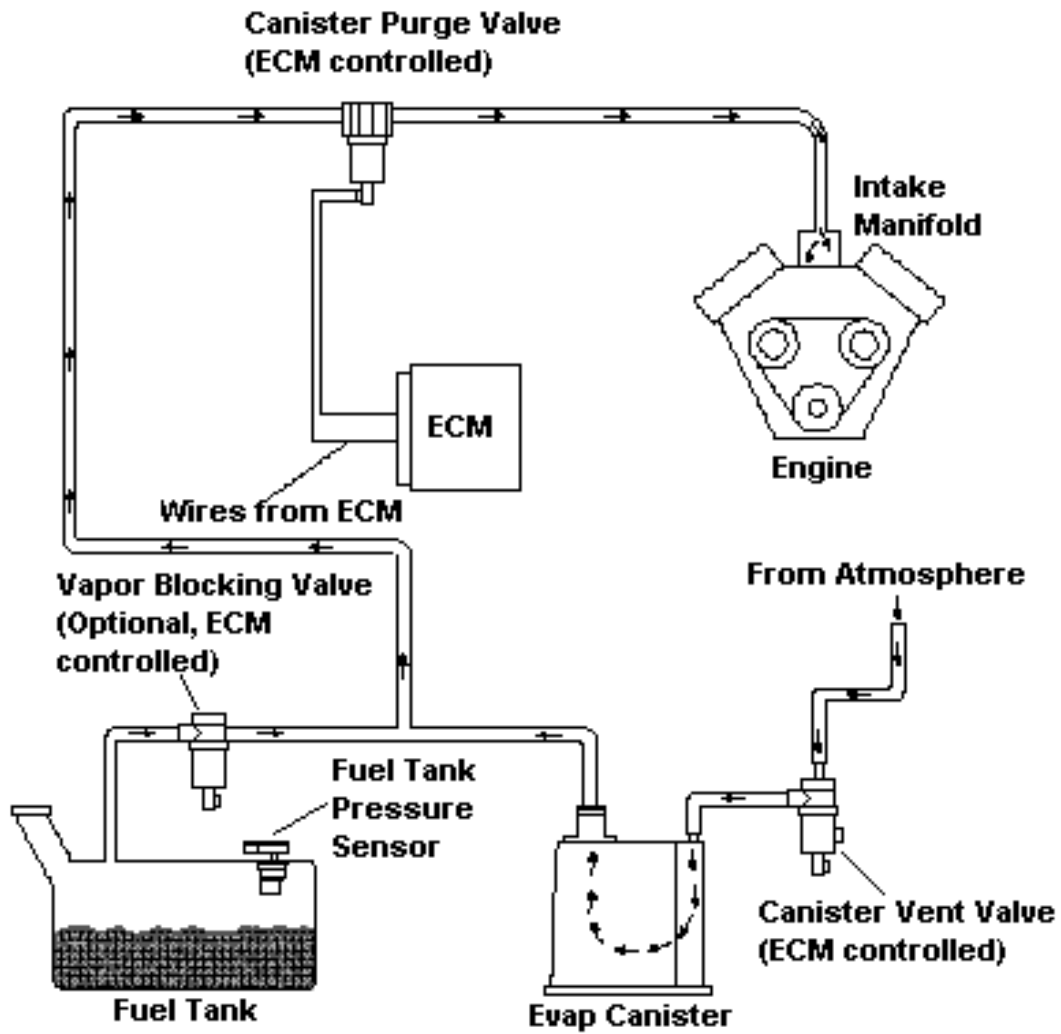 Canister Purge Valve
(ECM controlled)
Intake
Manifold
ECM
Engine
Wires from ECM
From Atmosphere
Vapor Blocking Valve
(Optional, ECM
controlled)
Fuel Tank
Pressure
Sensor
Canister Vent Valve
(ECM controlled)
Fuel Tank
Evap Canister